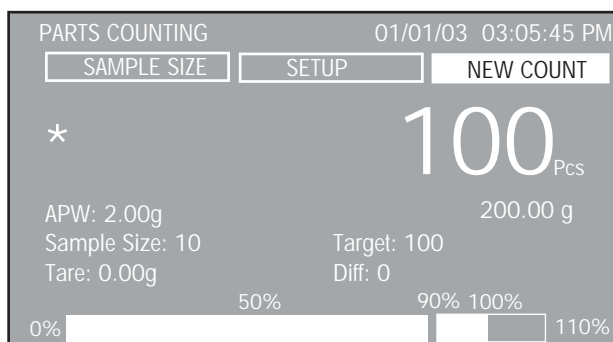 PARTS COUNTING 01/01/03 03:05:45 PM
SAMPLE SIZE SETUP NEW COUNT
* 100 Pcs
APW: 2.00g 200.00 g
Sample Size: 10 Target: 100
Tare: 0.00g Diff: 0
50% 90% 100%
0% 110%